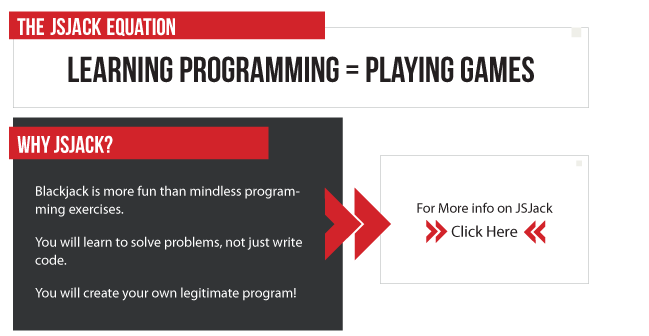 THE JSJACK EQUATION
LEARNING PROGRAMMING = PLAYING GAMES
WHY JSJACK?
Blackjack is more fun than mindless program-
ming exercises.
You will learn to solve problems, not just write
code.
You will create your own legitimate program!
For More info on JSJack
Click Here